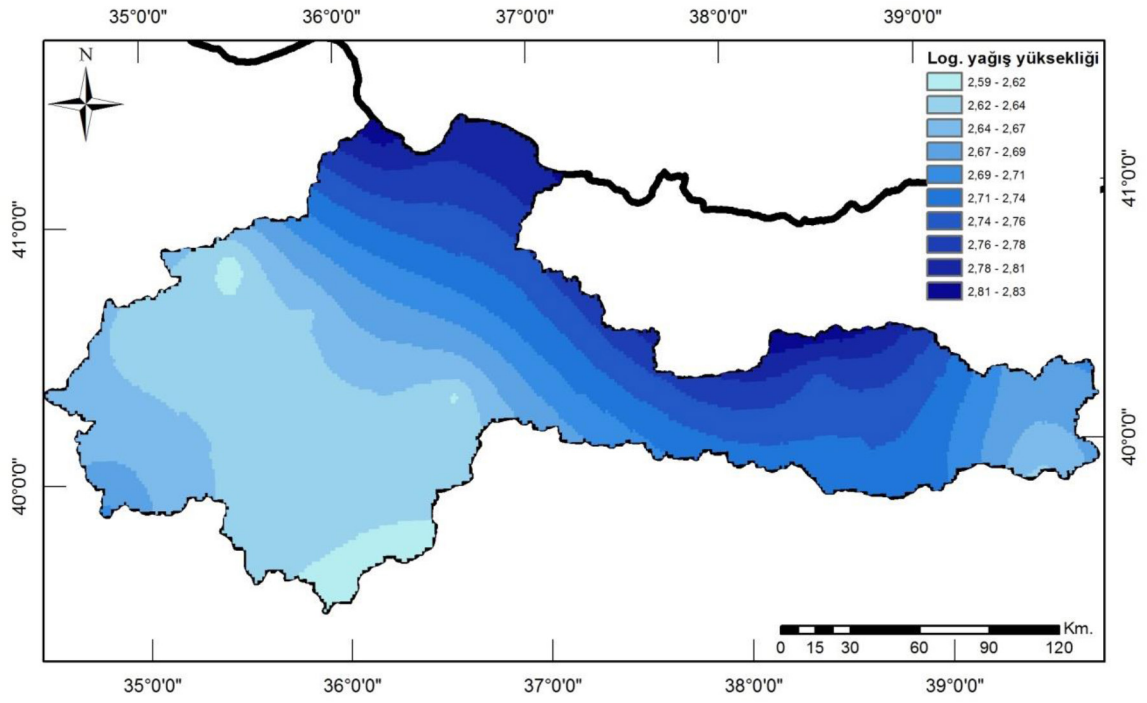 35°0'0" 36°0'0" 37°0'0" 38°0'0" 39°0'0"
N
Log. yağış yüksekliği
2,59 - 2,62
2,62 - 2,64
2,64 - 2,67
2,67 - 2,69
2,69 - 2,71
2,71 - 2,74
2,74 - 2,76
2,76 - 2,78
2,78 - 2,81
2,81 - 2,83
41°0'0"
41°0'0"
40°0'0"
40°0'0"
Km.
0 15 30 60 90 120
35°0'0" 36°0'0" 37°0'0" 38°0'0" 39°0'0"